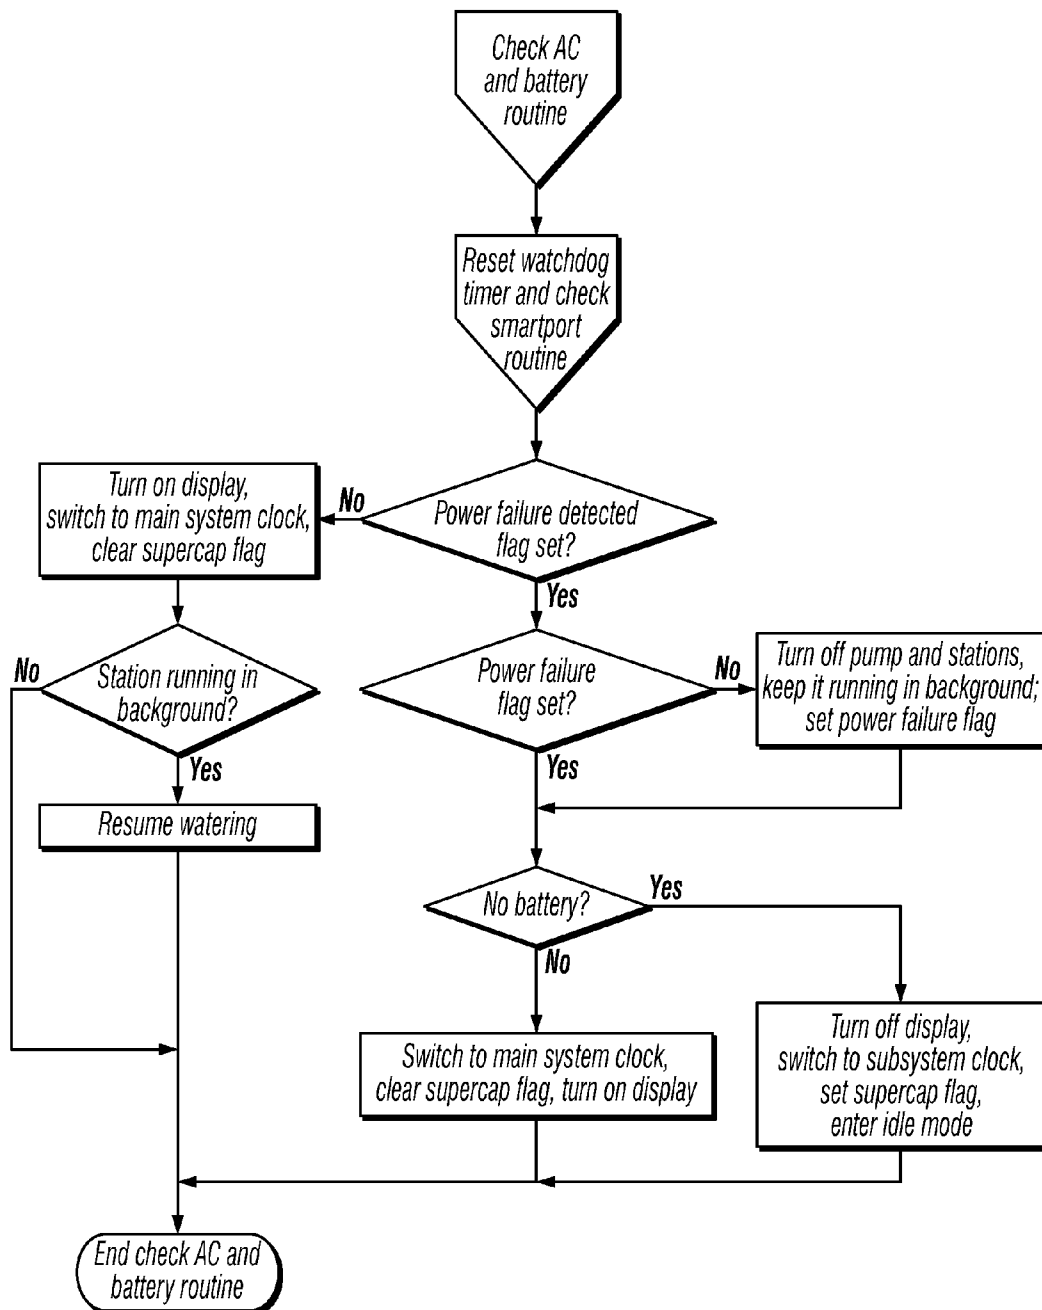 Check AC
and battery
routine
Reset watchdog
timer and check
smartport
routine
Turn on display,
switch to main system clock,
clear supercap flag
No
Power failure detected
flag set?
Yes
No
Station running in
background?
Yes
Power failure
flag set?
No
Yes
Turn off pump and stations,
keep it running in background;
set power failure flag
Resume watering
No battery?
Yes
No
Switch to main system clock,
clear supercap flag, turn on display
Turn off display,
switch to subsystem clock,
set supercap flag,
enter idle mode
End check AC and
battery routine